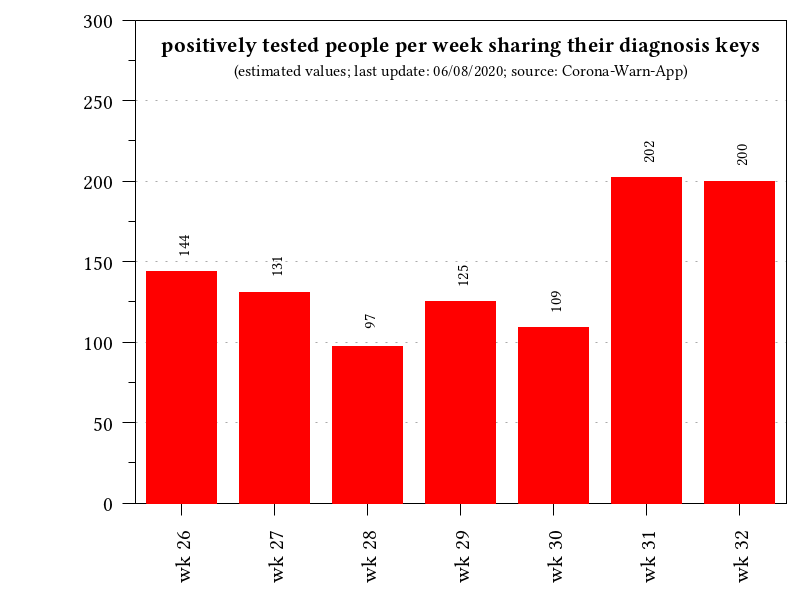 positively tested people per week sharing their diagnosis keys
(estimated values; last update: 06/08/2020; source: Corona-Warn-App)
300
250
200
150
100
50
0
144
131
97
125
109
202
200
wk 26
wk 27
wk 28
wk 29
wk 30
wk 31
wk 32